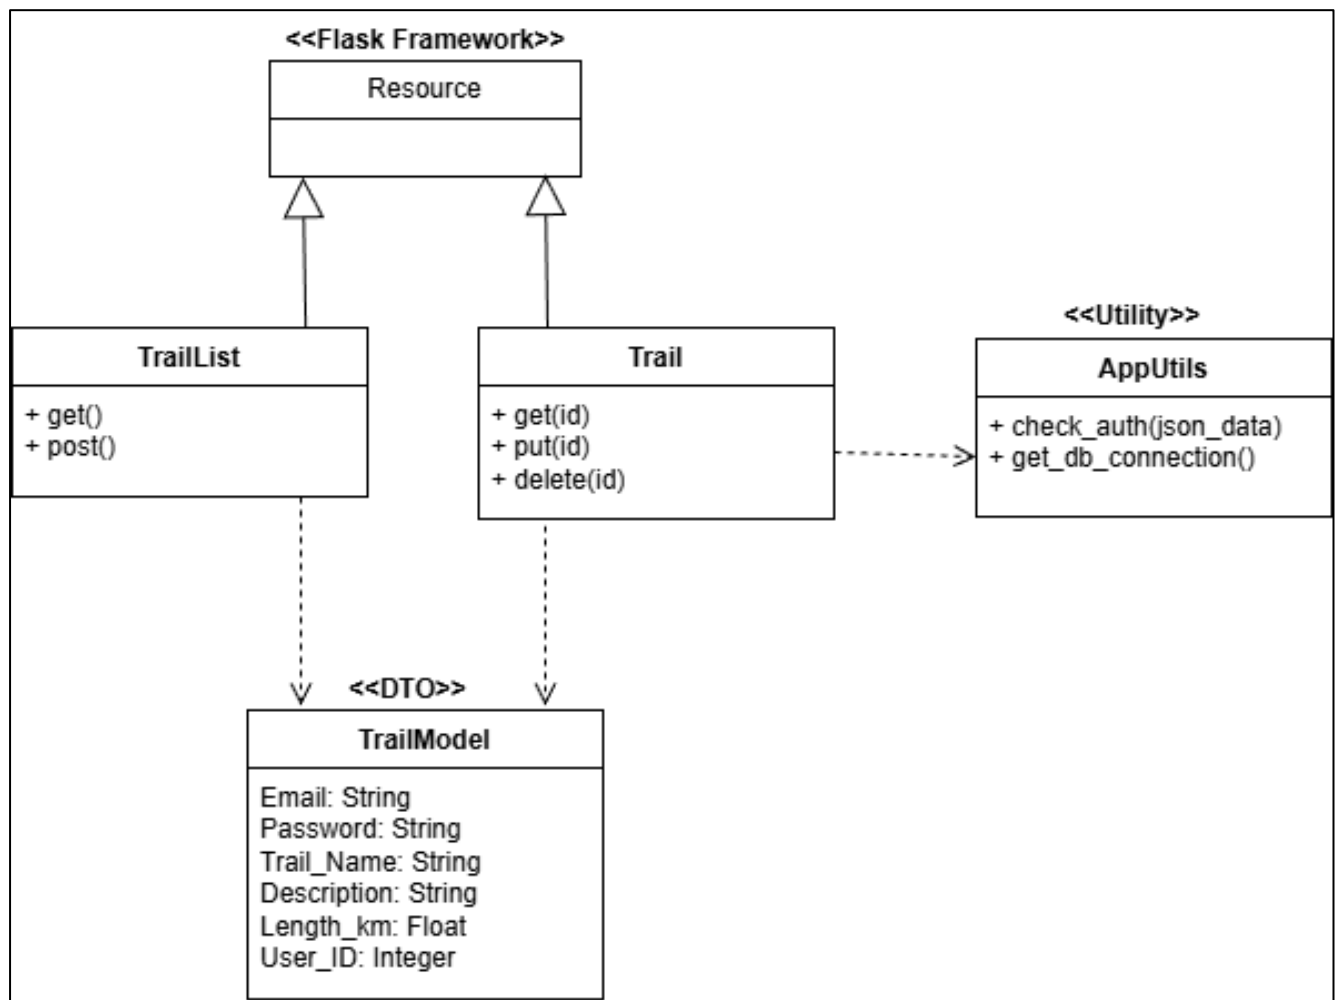 <<Flask Framework>>
Resource
TrailList
+ get()
+ post()
Trail
+ get(id)
+ put(id)
+ delete(id)
<<Utility>>
AppUtils
+ check_auth(json_data)
+ get_db_connection()
<<DTO>>
TrailModel
Email: String
Password: String
Trail_Name: String
Description: String
Length_km: Float
User_ID: Integer